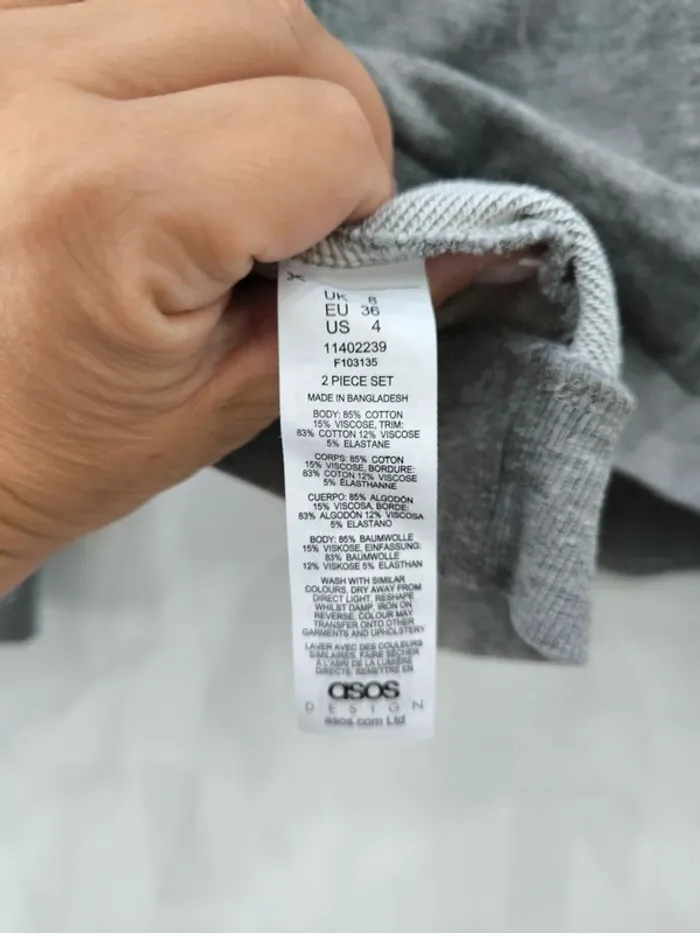 UK 8
EU 36
US 4
11402239
F103135
2 PIECE SET
MADE IN BANGLADESH
BODY: 85% COTTON
15% VISCOSE, TRIM:
83% COTTON 12% VISCOSE
5% ELASTANE
CORPS: 85% COTON
15% VISCOSE, BORDURE:
83% COTON 12% VISCOSE
5% ELASTHANNE
CUERPO: 85% ALGODÓN
15% VISCOSA, BORDE:
83% ALGODÓN 12% VISCOSA
5% ELASTANO
BODY: 85% BAUMWOLLE
15% VISKOSE, EINFASSUNG:
83% BAUMWOLLE
12% VISKOSE 5% ELASTHAN
WASH WITH SIMILAR
COLOURS, DRY AWAY FROM
DIRECT LIGHT, RESHAPE
WHILST DAMP, IRON ON
REVERSE, COLOUR MAY
TRANSFER ONTO OTHER
GARMENTS AND UPHOLSTERY
LAVER AVEC DES COULEURS
SIMILAIRES, FAIRE SÉCHER
À L'ABRI DE LA LUMIÈRE
DIRECTE, REMETTRE EN
asos
DESIGN
asos.com Ltd